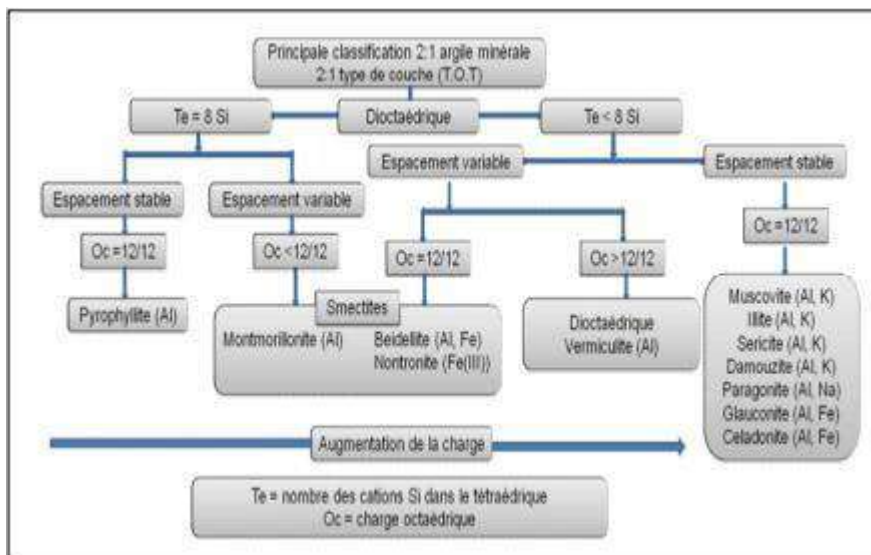 Principale classification 2:1 argile minérale
2:1 type de couche (T.O.T)
Te = 8 Si
Dioctaédrique
Te < 8 Si
Espacement variable
Espacement stable
Espacement stable
Espacement variable
Oc =12/12
Oc =12/12
Oc <12/12
Oc =12/12
Oc >12/12
Pyrophyllite (Al)
Smectites
Montmorillonite (Al)
Beidellite (Al, Fe)
Nontronite (Fe(III))
Dioctaédrique
Vermiculite (Al)
Muscovite (Al, K)
Illite (Al, K)
Sericite (Al, K)
Damouzite (Al, K)
Paragonite (Al, Na)
Glauconite (Al, Fe)
Celadonite (Al, Fe)
Augmentation de la charge
Te = nombre des cations Si dans le tétraédrique
Oc = charge octaédrique